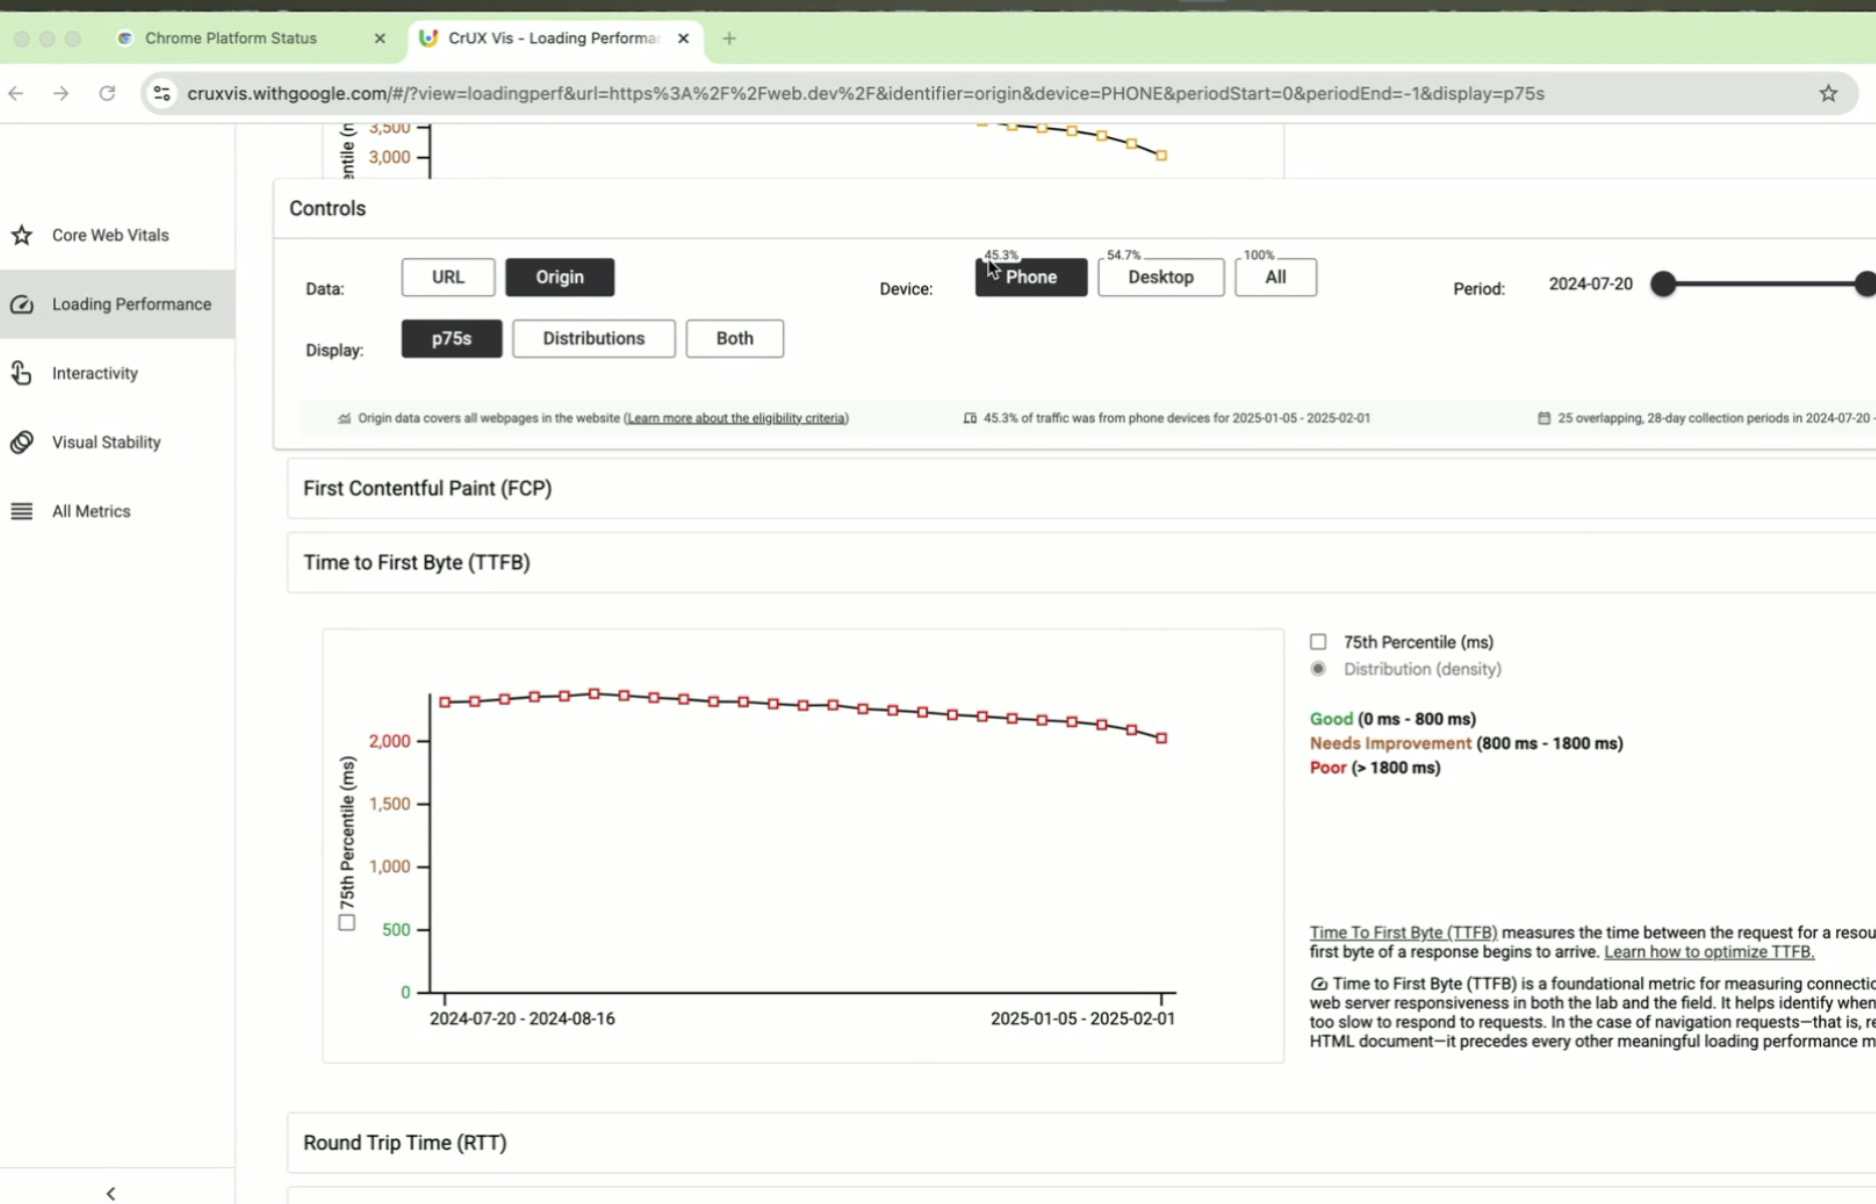 Chrome Platform Status
CrUX Vis - Loading Performa
cruxvis.withgoogle.com/#/?view=loadingperf&url=https%3A%2F%2Fweb.dev%2F&identifier=origin&device=PHONE&periodStart=0&periodEnd=-1&display=p75s
3,500
3,000
Controls
Core Web Vitals
Loading Performance
Interactivity
Visual Stability
All Metrics
Data:
URL
Origin
Device:
45.3%
Phone
54.7%
Desktop
100%
All
Period:
2024-07-20
Display:
p75s
Distributions
Both
Origin data covers all webpages in the website (Learn more about the eligibility criteria)
45.3% of traffic was from phone devices for 2025-01-05 - 2025-02-01
25 overlapping, 28-day collection periods in 2024-07-20 -
First Contentful Paint (FCP)
Time to First Byte (TTFB)
75th Percentile (ms)
2,000
1,500
1,000
500
0
2024-07-20 - 2024-08-16
2025-01-05 - 2025-02-01
75th Percentile (ms)
Distribution (density)
Good (0 ms - 800 ms)
Needs Improvement (800 ms - 1800 ms)
Poor (> 1800 ms)
Time To First Byte (TTFB) measures the time between the request for a resou
first byte of a response begins to arrive. Learn how to optimize TTFB.
Time to First Byte (TTFB) is a foundational metric for measuring connectio
web server responsiveness in both the lab and the field. It helps identify when
too slow to respond to requests. In the case of navigation requests—that is, re
HTML document—it precedes every other meaningful loading performance m
Round Trip Time (RTT)